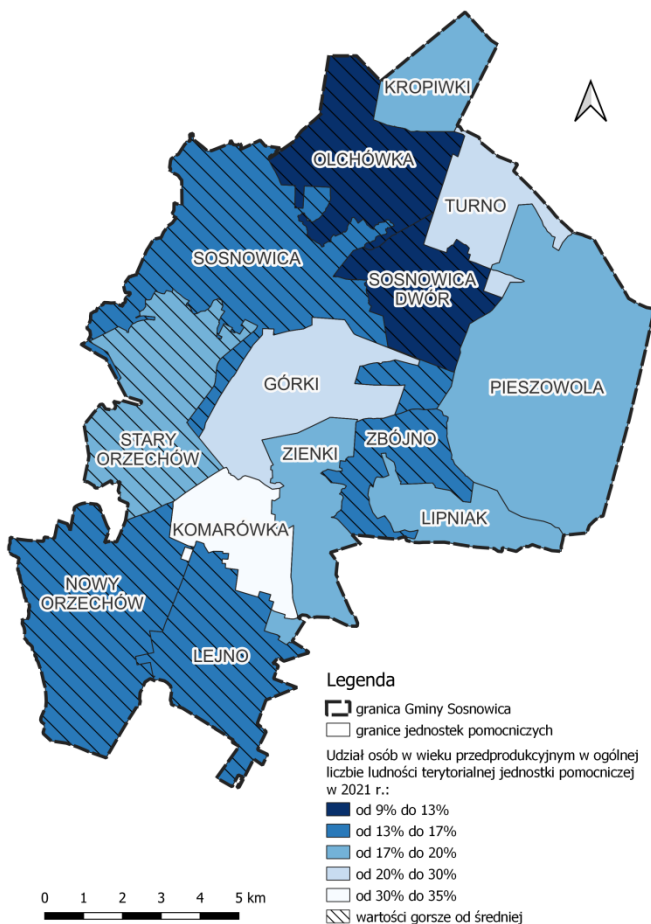 KROPIWKI
OLCHÓWKA
TURNO
SOSNOWICA
SOSNOWICA
DWÓR
PIESZOWOLA
GÓRKI
STARY
ORZECHÓW
ZIENKI
ZBÓJNO
LIPNIAK
KOMARÓWKA
NOWY
ORZECHÓW
LEJNO
Legenda
granica Gminy Sosnowica
granice jednostek pomocniczych
Udział osób w wieku przedprodukcyjnym w ogólnej
liczbie ludności terytorialnej jednostki pomocniczej
w 2021 r.:
od 9% do 13%
od 13% do 17%
od 17% do 20%
od 20% do 30%
od 30% do 35%
wartości gorsze od średniej
0 1 2 3 4 5 km